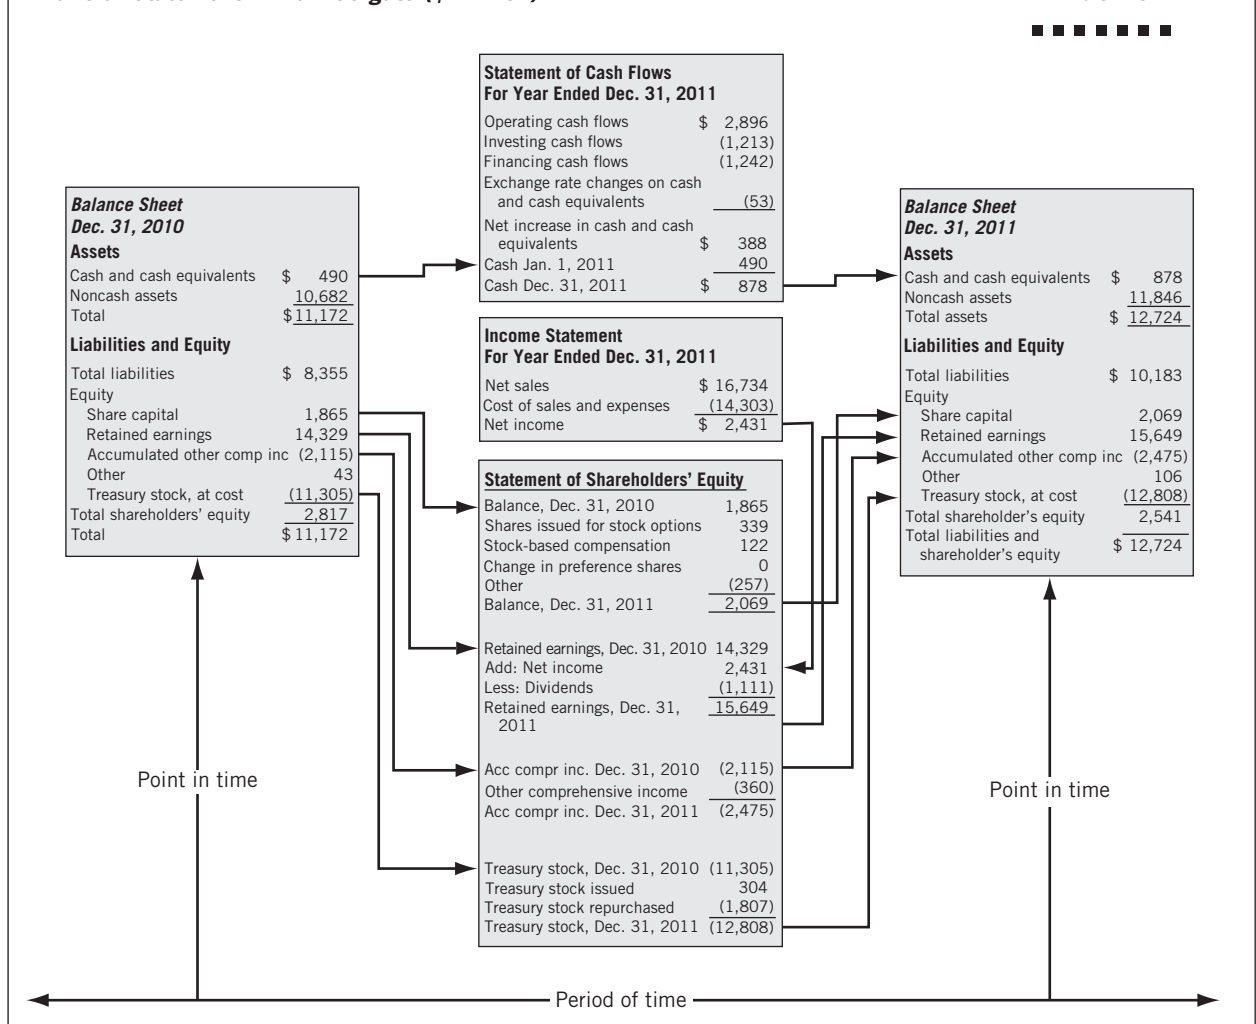 Statement of Cash Flows
For Year Ended Dec. 31, 2011
Operating cash flows $ 2,896
Investing cash flows (1,213)
Financing cash flows (1,242)
Exchange rate changes on cash
and cash equivalents (53)
Net increase in cash and cash
equivalents $ 388
Cash Jan. 1, 2011 490
Cash Dec. 31, 2011 $ 878
Balance Sheet
Dec. 31, 2010
Assets
Cash and cash equivalents $ 490
Noncash assets 10,682
Total $11,172
Liabilities and Equity
Total liabilities $ 8,355
Equity
Share capital 1,865
Retained earnings 14,329
Accumulated other comp inc (2,115)
Other 43
Treasury stock, at cost (11,305)
Total shareholders' equity 2,817
Total $11,172
Income Statement
For Year Ended Dec. 31, 2011
Net sales $ 16,734
Cost of sales and expenses (14,303)
Net income $ 2,431
Statement of Shareholders' Equity
Balance, Dec. 31, 2010 1,865
Shares issued for stock options 339
Stock-based compensation 122
Change in preference shares 0
Other (257)
Balance, Dec. 31, 2011 2,069
Retained earnings, Dec. 31, 2010 14,329
Add: Net income 2,431
Less: Dividends (1,111)
Retained earnings, Dec. 31, 15,649
2011
Acc compr inc. Dec. 31, 2010 (2,115)
Other comprehensive income (360)
Acc compr inc. Dec. 31, 2011 (2,475)
Treasury stock, Dec. 31, 2010 (11,305)
Treasury stock issued 304
Treasury stock repurchased (1,807)
Treasury stock, Dec. 31, 2011 (12,808)
Balance Sheet
Dec. 31, 2011
Assets
Cash and cash equivalents $ 878
Noncash assets 11,846
Total assets $ 12,724
Liabilities and Equity
Total liabilities $ 10,183
Equity
Share capital 2,069
Retained earnings 15,649
Accumulated other comp inc (2,475)
Other 106
Treasury stock, at cost (12,808)
Total shareholder's equity 2,541
Total liabilities and
shareholder's equity $ 12,724
Point in time
Point in time
Period of time